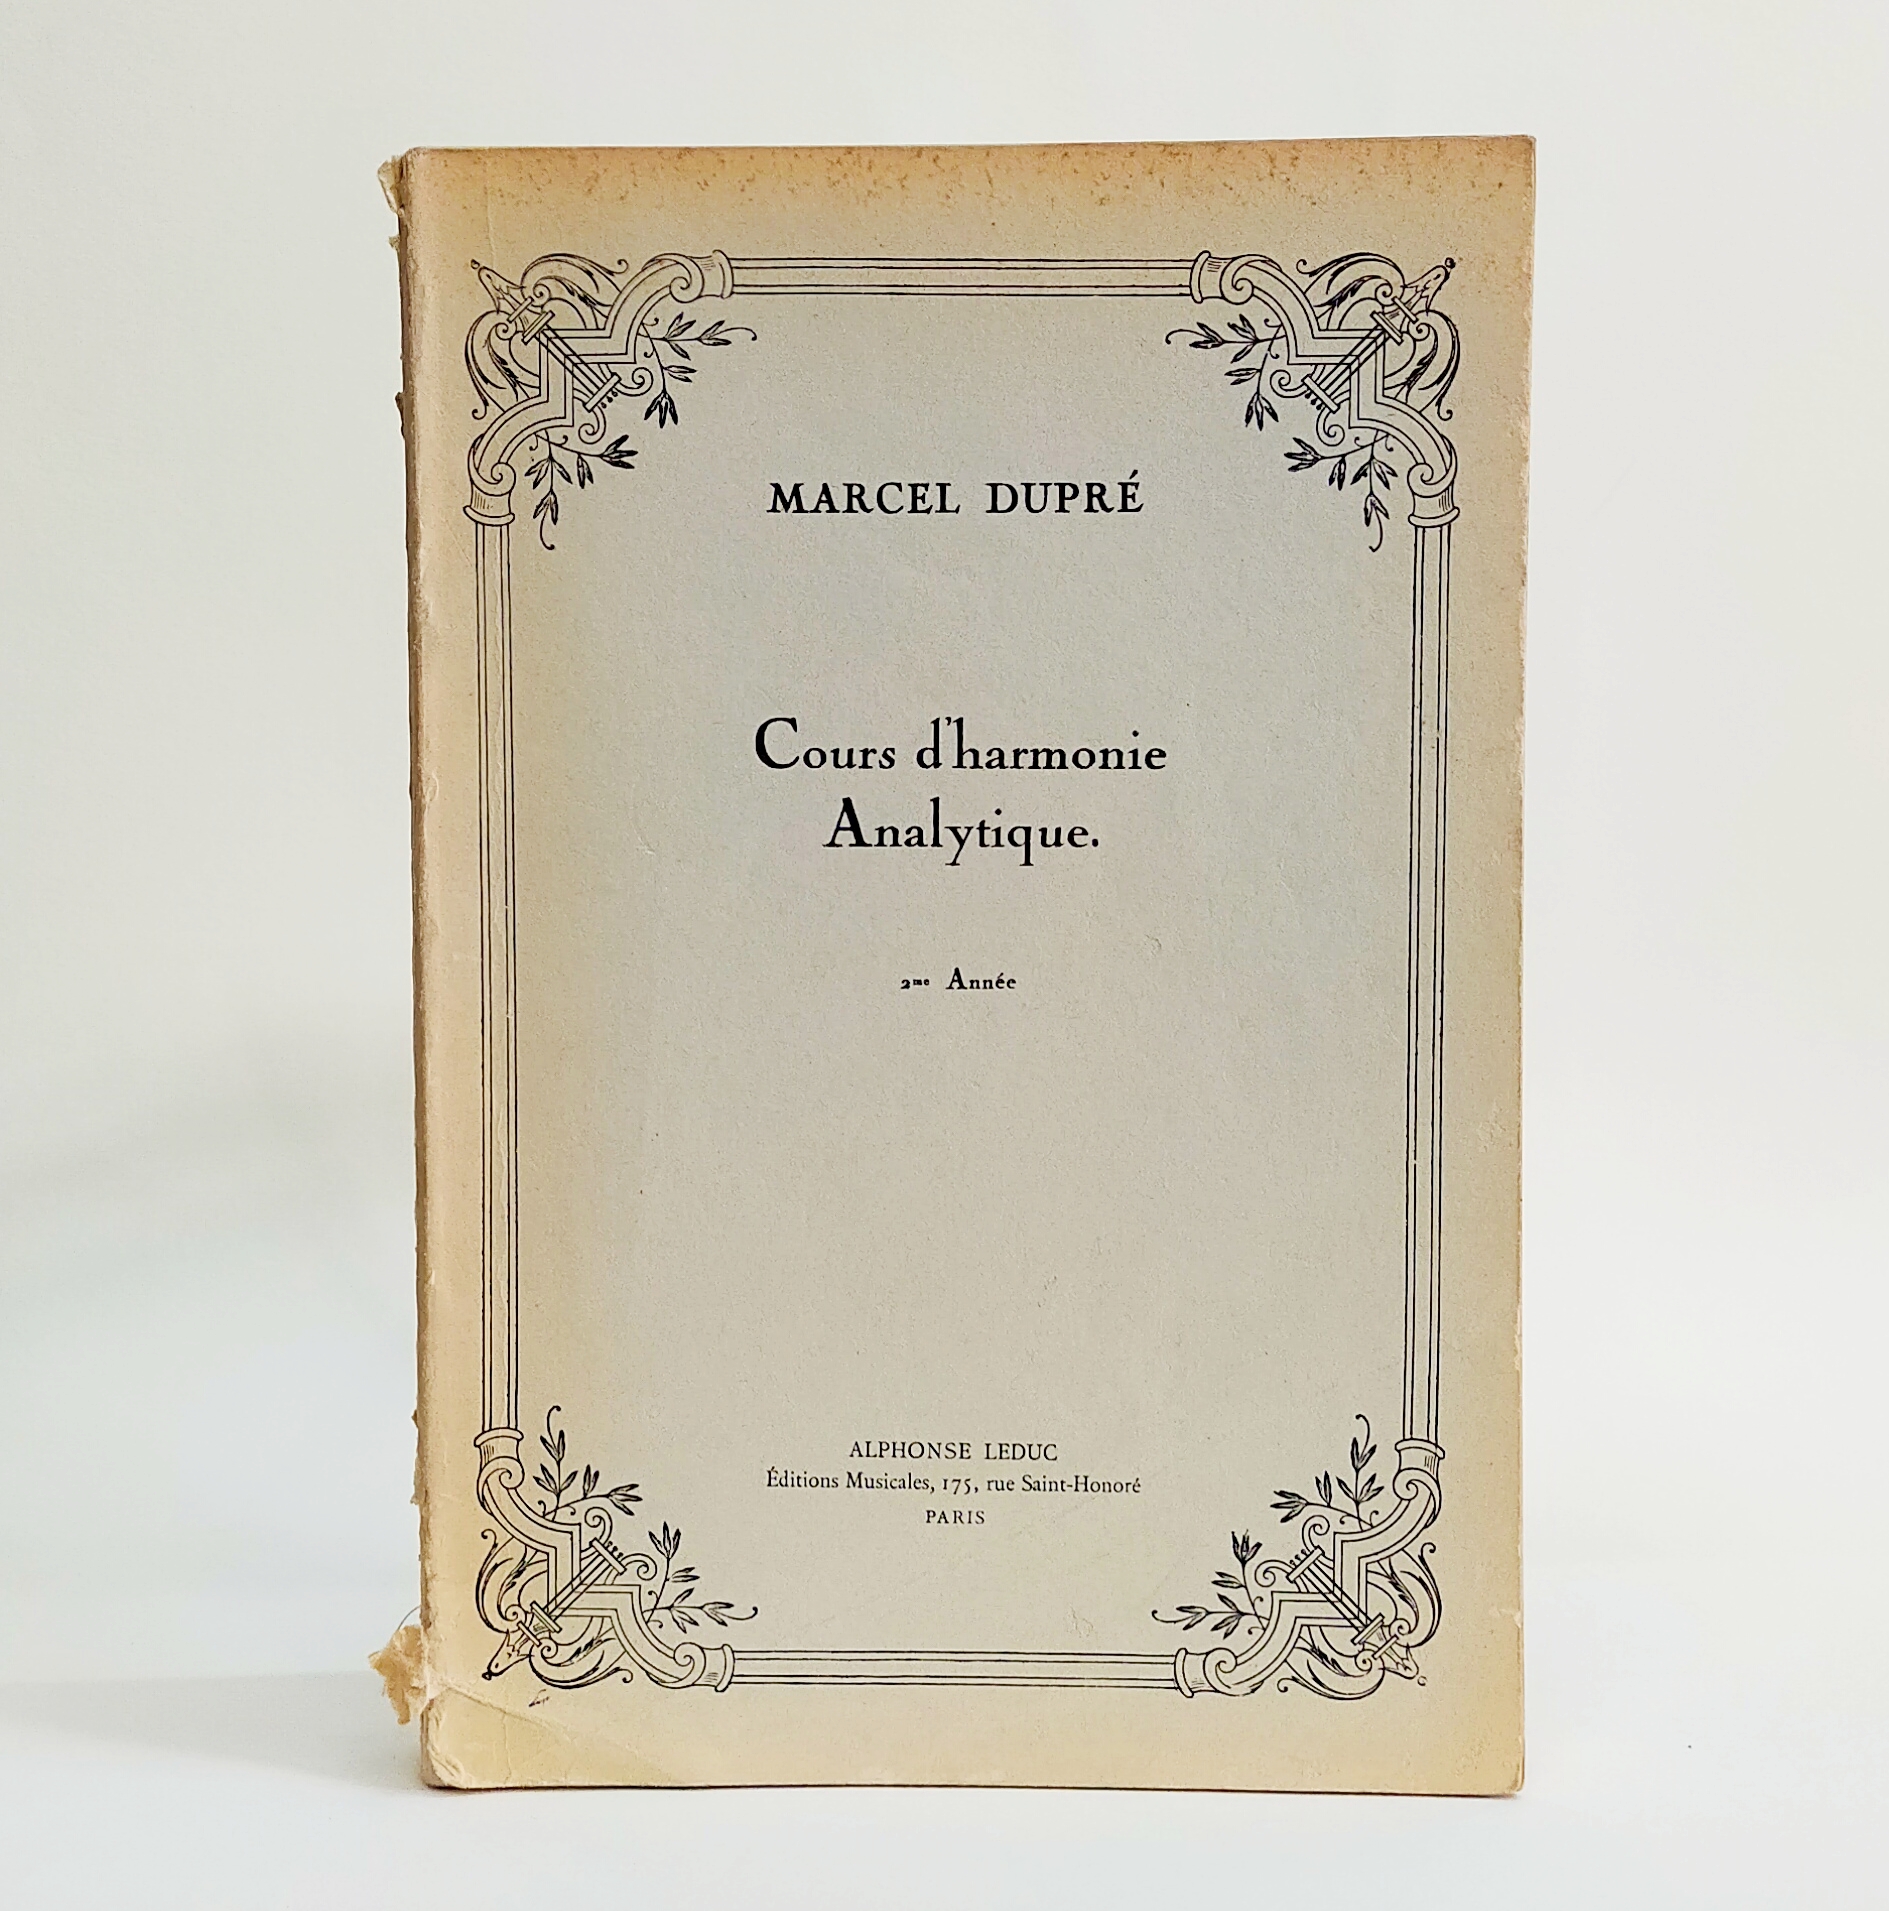 MARCEL DUPRÉ
Cours d'harmonie
Analytique.
2me Année
ALPHONSE LEDUC
Éditions Musicales, 175, rue Saint-Honoré
PARIS